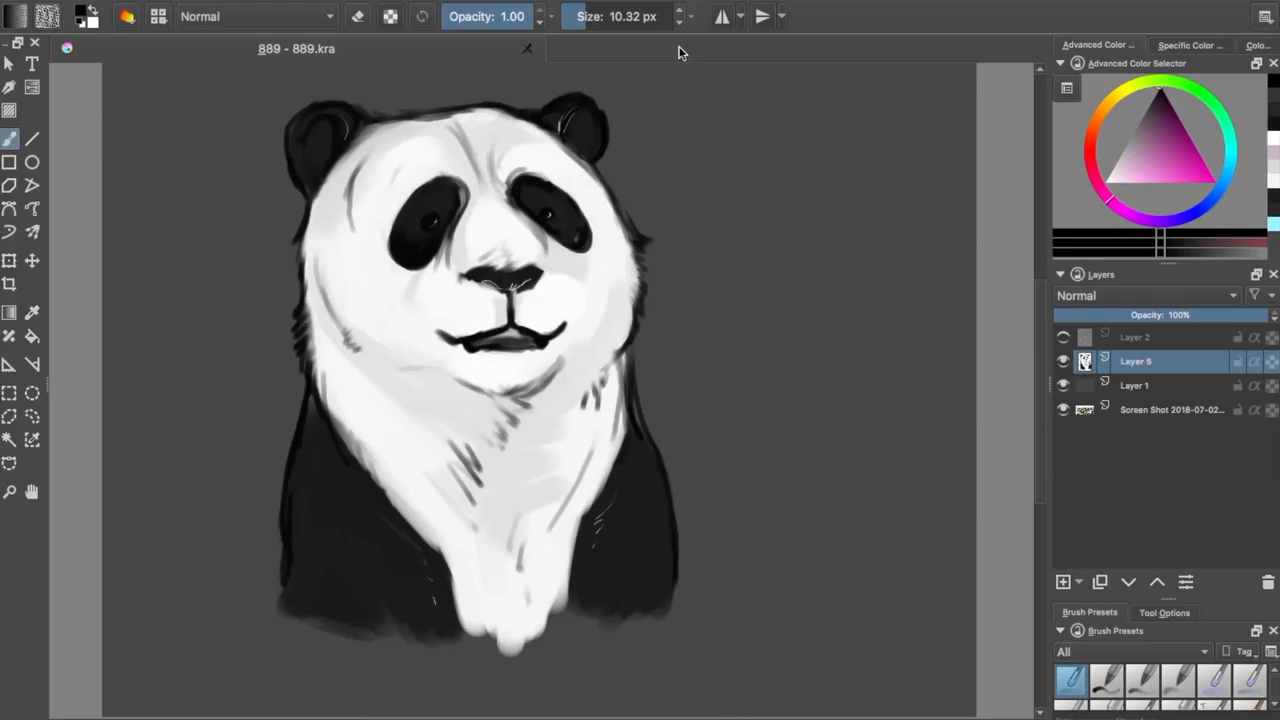 Normal
Opacity: 1.00
Size: 10.32 px
889 - 889.kra
Advanced Color ...
Specific Color ...
Colo...
Advanced Color Selector
Layers
Normal
Opacity: 100%
Layer 2
Layer 5
Layer 1
Screen Shot 2018-07-02...
Brush Presets
Tool Options
Brush Presets
All
Tag